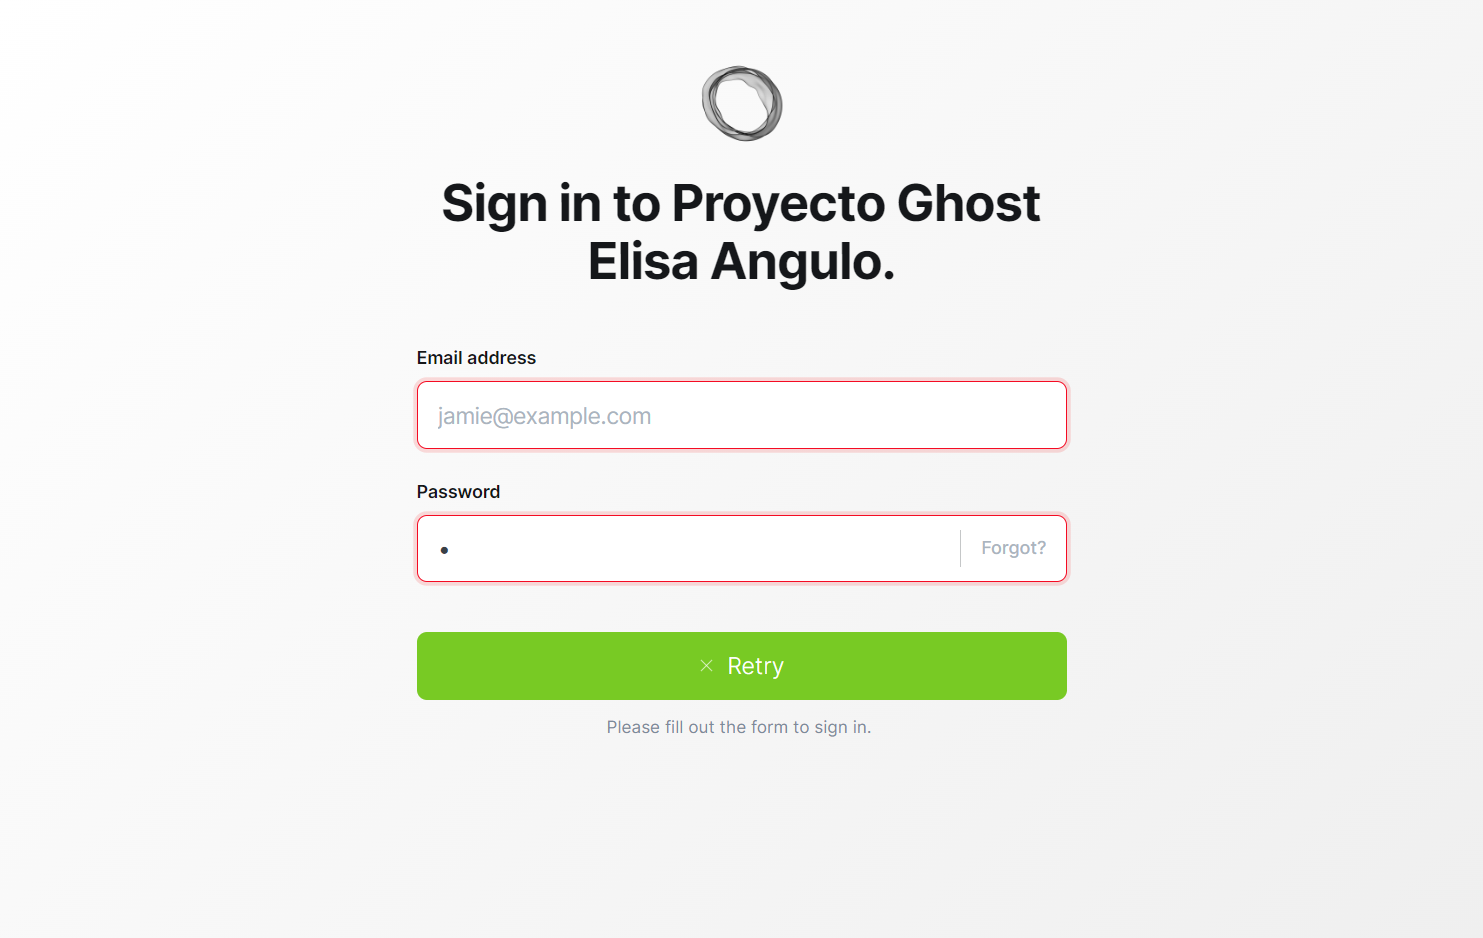 Sign in to Proyecto Ghost
Elisa Angulo.
Email address
jamie@example.com
Password
Forgot?
Retry
Please fill out the form to sign in.